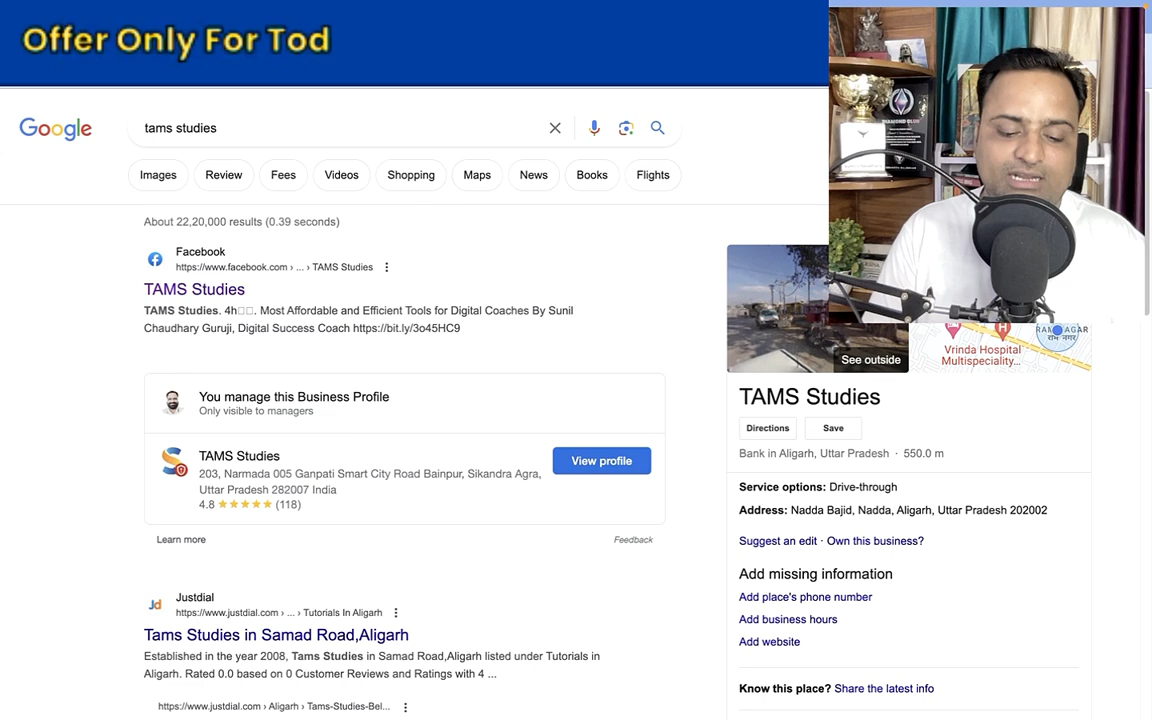 Offer Only For Tod
Google
tams studies
Images
Review
Fees
Videos
Shopping
Maps
News
Books
Flights
About 22,20,000 results (0.39 seconds)
Facebook
https://www.facebook.com › ... › TAMS Studies
TAMS Studies
TAMS Studies. 4h□□. Most Affordable and Efficient Tools for Digital Coaches By Sunil
Chaudhary Guruji, Digital Success Coach https://bit.ly/3o45HC9
You manage this Business Profile
Only visible to managers
TAMS Studies
203, Narmada 005 Ganpati Smart City Road Bainpur, Sikandra Agra,
Uttar Pradesh 282007 India
4.8 ★★★★★ (118)
View profile
Learn more
Feedback
Jd
Justdial
https://www.justdial.com › ... › Tutorials In Aligarh
Tams Studies in Samad Road,Aligarh
Established in the year 2008, Tams Studies in Samad Road,Aligarh listed under Tutorials in
Aligarh. Rated 0.0 based on 0 Customer Reviews and Ratings with 4 ...
https://www.justdial.com › Aligarh › Tams-Studies-Bel...
DIAMOND CLUB
See outside
H
राम नगर
Vrinda Hospital
Multispeciality...
TAMS Studies
Directions
Save
Bank in Aligarh, Uttar Pradesh · 550.0 m
Service options: Drive-through
Address: Nadda Bajid, Nadda, Aligarh, Uttar Pradesh 202002
Suggest an edit · Own this business?
Add missing information
Add place's phone number
Add business hours
Add website
Know this place? Share the latest info